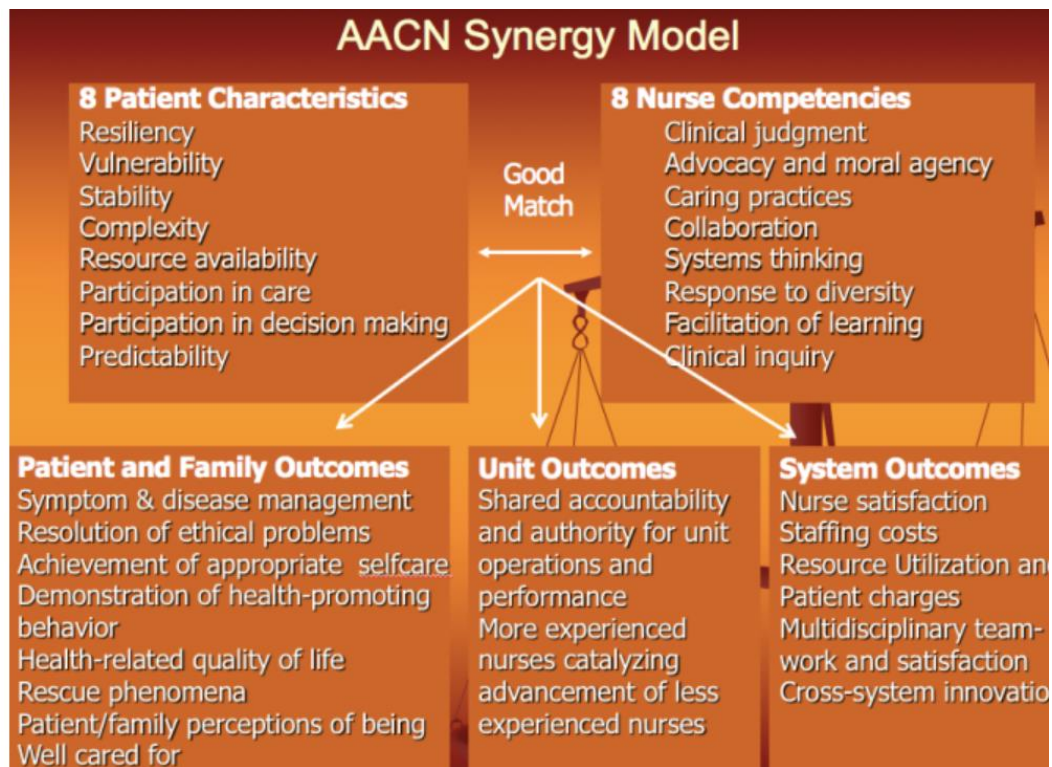 AACN Synergy Model
8 Patient Characteristics
Resiliency
Vulnerability
Stability
Complexity
Resource availability
Participation in care
Participation in decision making
Predictability
Good
Match
8 Nurse Competencies
Clinical judgment
Advocacy and moral agency
Caring practices
Collaboration
Systems thinking
Response to diversity
Facilitation of learning
Clinical inquiry
Patient and Family Outcomes
Symptom & disease management
Resolution of ethical problems
Achievement of appropriate selfcare
Demonstration of health-promoting
behavior
Health-related quality of life
Rescue phenomena
Patient/family perceptions of being
Well cared for
Unit Outcomes
Shared accountability
and authority for unit
operations and
performance
More experienced
nurses catalyzing
advancement of less
experienced nurses
System Outcomes
Nurse satisfaction
Staffing costs
Resource Utilization an
Patient charges
Multidisciplinary team-
work and satisfaction
Cross-system innovatio